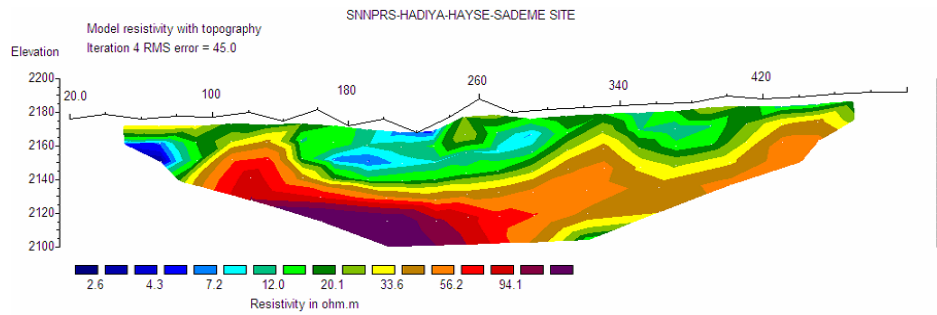 SNNPRS-HADIYA-HAYSE-SADEME SITE
Model resistivity with topography
Elevation
Iteration 4 RMS error = 45.0
2200
20.0 100 180 260 340 420
2180
2160
2140
2120
2100
2.6 4.3 7.2 12.0 20.1 33.6 56.2 94.1
Resistivity in ohm.m